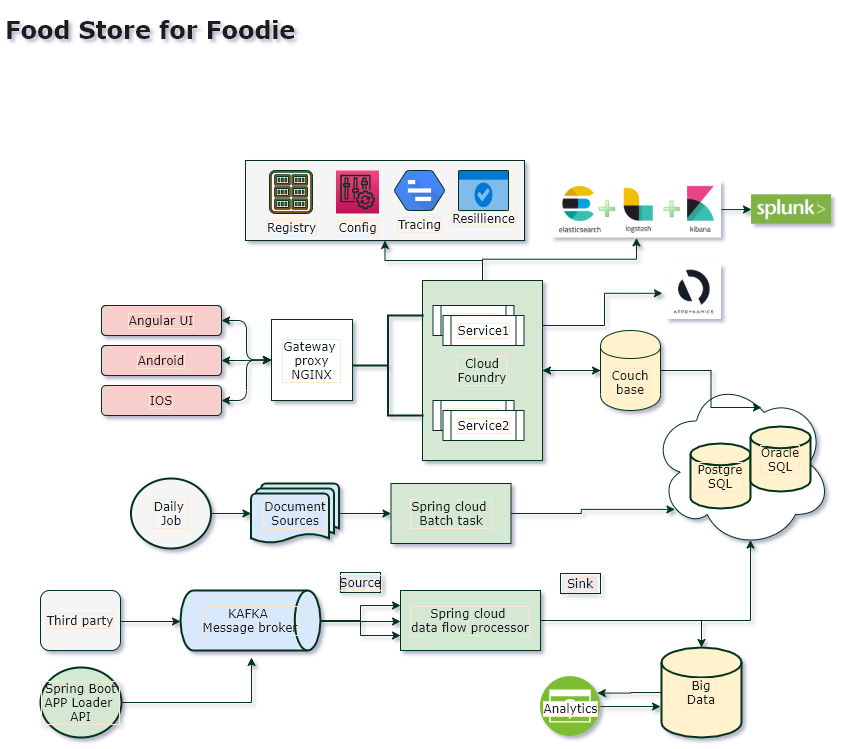 Food Store for Foodie
Registry
Config
Tracing
Resillience
elasticsearch
logstash
kibana
splunk>
APPDYNAMICS
Angular UI
Android
IOS
Gateway
proxy
NGINX
Service1
Cloud
Foundry
Service2
Couch
base
Postgre
SQL
Oracle
SQL
Daily
Job
Document
Sources
Spring cloud
Batch task
Source
Sink
Third party
KAFKA
Message broker
Spring cloud
data flow processor
Spring Boot
APP Loader
API
Analytics
Big
Data